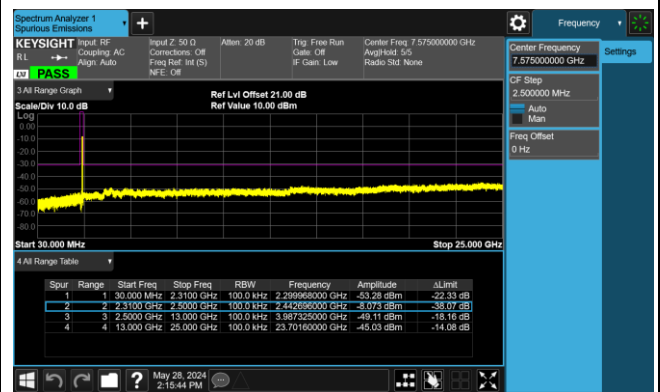 Spectrum Analyzer 1
Spurious Emissions
Frequency
KEYSIGHT Input: RF Input Z: 50 Ω Atten: 20 dB Trig: Free Run Center Freq: 7.575000000 GHz
RL Coupling: AC Corrections: Off Gate: Off Avg|Hold: 5/5
Align: Auto Freq Ref: Int (S) IF Gain: Low Radio Std: None
LXI PASS NFE: Off
Center Frequency
7.575000000 GHz
Settings
CF Step
2.500000 MHz
Auto
Man
Freq Offset
0 Hz
3 All Range Graph
Ref Lvl Offset 21.00 dB
Scale/Div 10.0 dB Ref Value 10.00 dBm
Log
0.00
-10.0
-20.0
-30.0
-40.0
-50.0
-60.0
-70.0
-80.0
Start 30.000 MHz Stop 25.000 GHz
4 All Range Table
Spur Range Start Freq Stop Freq RBW Frequency Amplitude ΔLimit
1 1 30.000 MHz 2.3100 GHz 100.0 kHz 2.299968000 GHz -53.28 dBm -22.33 dB
2 2 2.3100 GHz 2.5000 GHz 100.0 kHz 2.442696000 GHz -8.073 dBm -38.07 dB
3 3 2.5000 GHz 13.000 GHz 100.0 kHz 3.987325000 GHz -49.11 dBm -18.16 dB
4 4 13.000 GHz 25.000 GHz 100.0 kHz 23.70160000 GHz -45.03 dBm -14.08 dB
May 28, 2024
2:15:44 PM